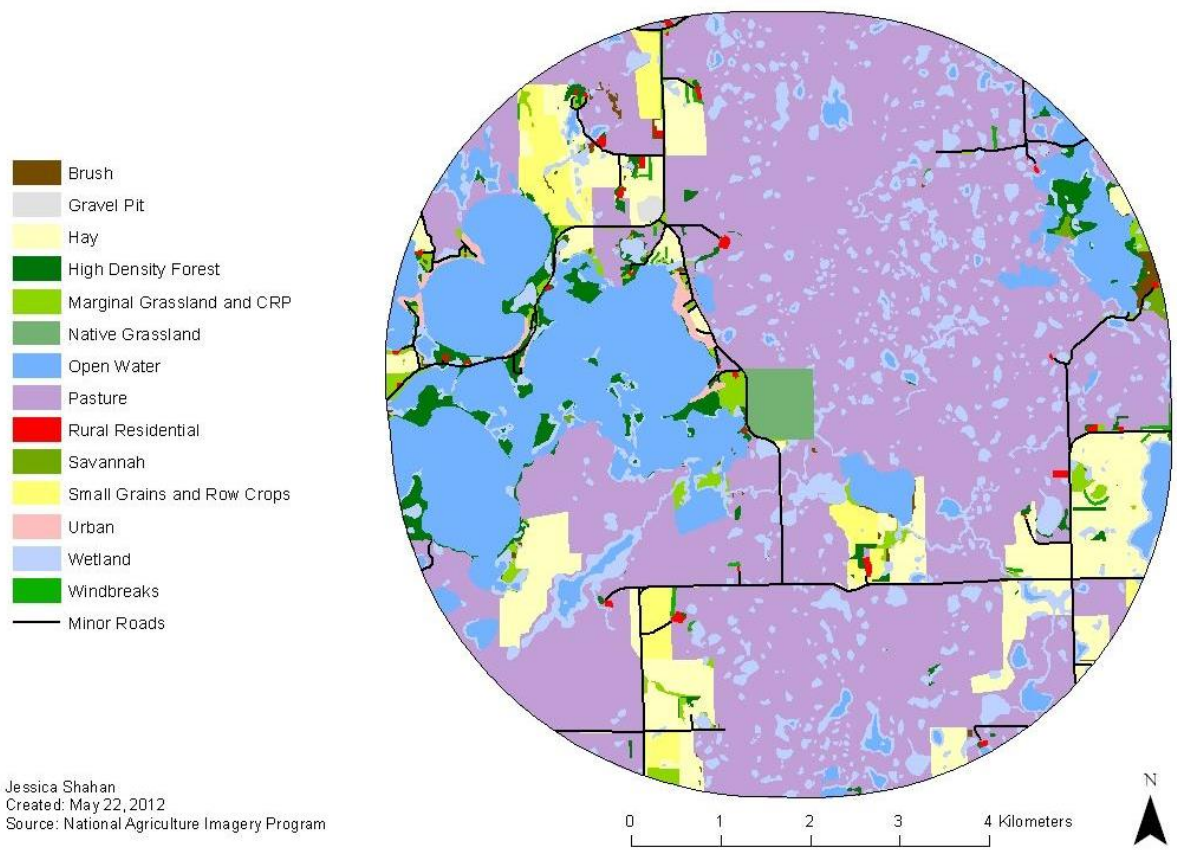 Brush
Gravel Pit
Hay
High Density Forest
Marginal Grassland and CRP
Native Grassland
Open Water
Pasture
Rural Residential
Savannah
Small Grains and Row Crops
Urban
Wetland
Windbreaks
Minor Roads
Jessica Shahan
Created: May 22, 2012
Source: National Agriculture Imagery Program
0 1 2 3 4 Kilometers
N